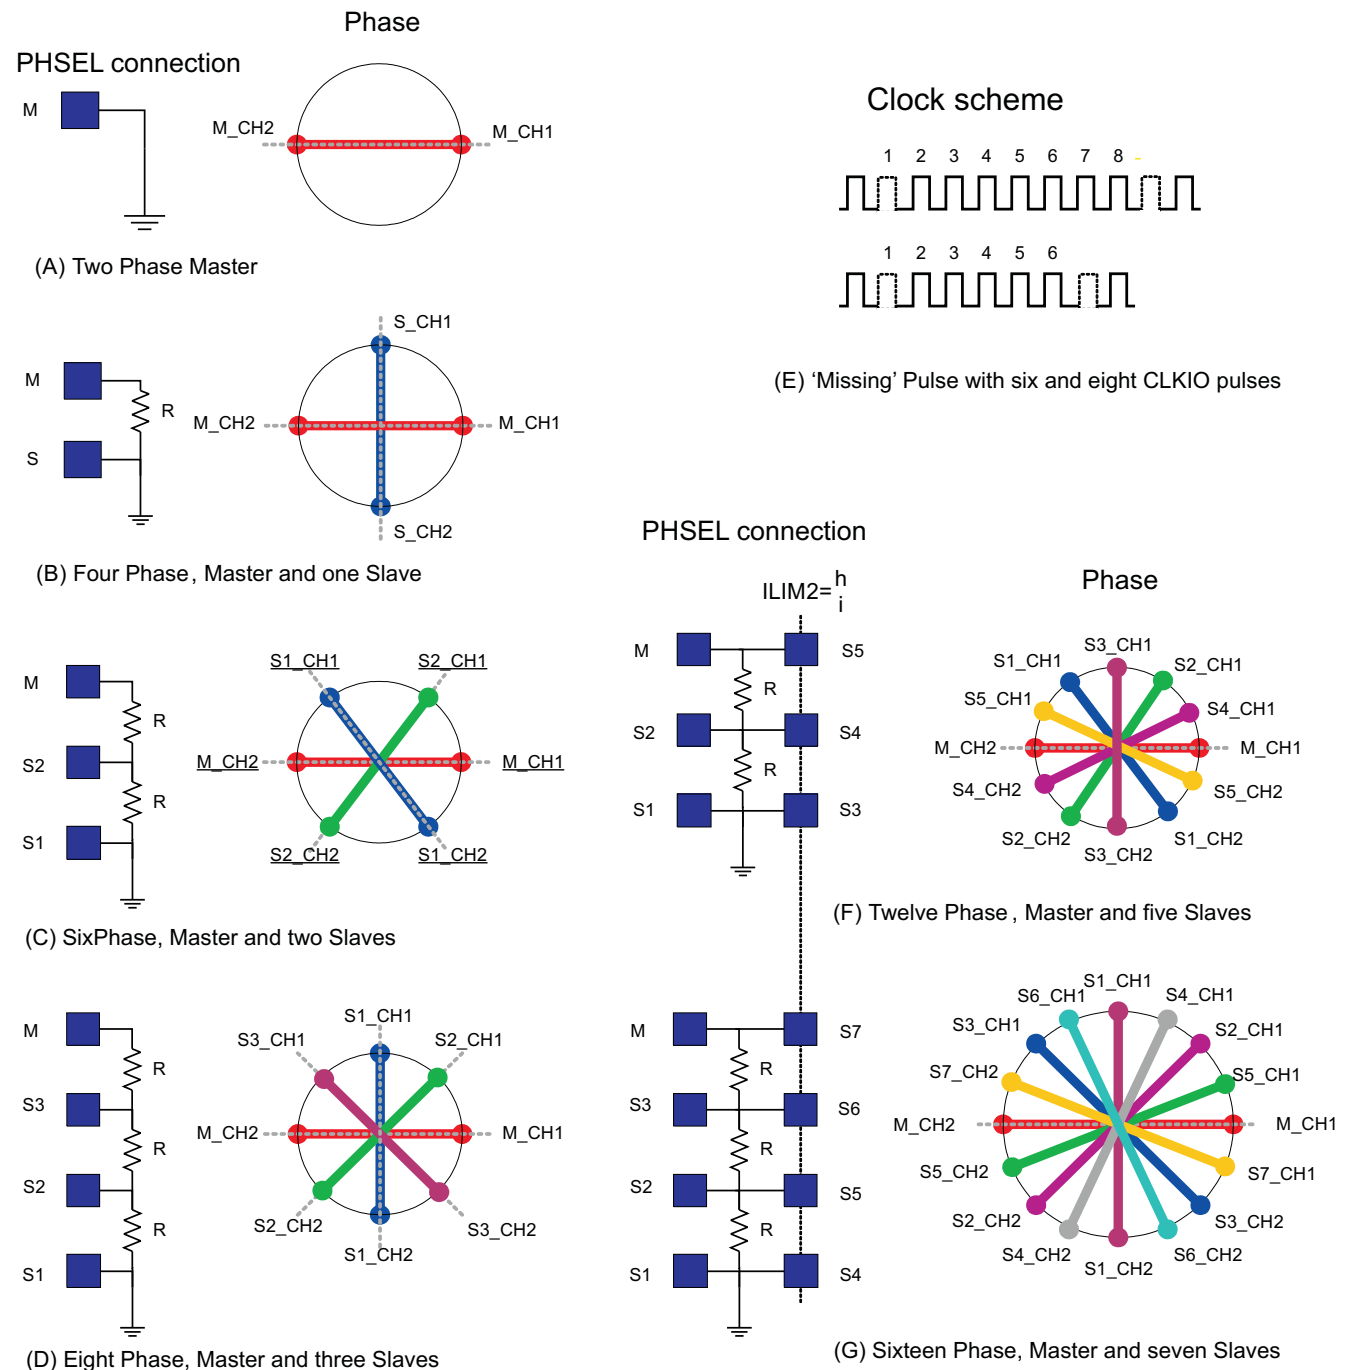 Phase
PHSEL connection
M
M_CH2
M_CH1
(A) Two Phase Master
Clock scheme
1 2 3 4 5 6 7 8
1 2 3 4 5 6
(E) ‘Missing’ Pulse with six and eight CLKIO pulses
S_CH1
M
R
M_CH2
M_CH1
S
S_CH2
(B) Four Phase, Master and one Slave
S1_CH1
S2_CH1
M
R
S2
M_CH2
M_CH1
R
S1
S2_CH2
S1_CH2
(C) SixPhase, Master and two Slaves
S1_CH1
M
S3_CH1
S2_CH1
R
S3
M_CH2
M_CH1
R
S2
S2_CH2
S3_CH2
R
S1_CH2
S1
(D) Eight Phase, Master and three Slaves
PHSEL connection
ILIM2= h
i
Phase
M
S5
R
S2
S4
R
S1
S3
S3_CH1
S1_CH1
S2_CH1
S5_CH1
S4_CH1
M_CH2
M_CH1
S4_CH2
S5_CH2
S2_CH2
S1_CH2
S3_CH2
(F) Twelve Phase, Master and five Slaves
M
S7
R
S3
S6
R
S2
S5
R
S1
S4
S1_CH1
S6_CH1
S4_CH1
S3_CH1
S2_CH1
S7_CH2
S5_CH1
M_CH2
M_CH1
S5_CH2
S7_CH1
S2_CH2
S3_CH2
S4_CH2
S6_CH2
S1_CH2
(G) Sixteen Phase, Master and seven Slaves